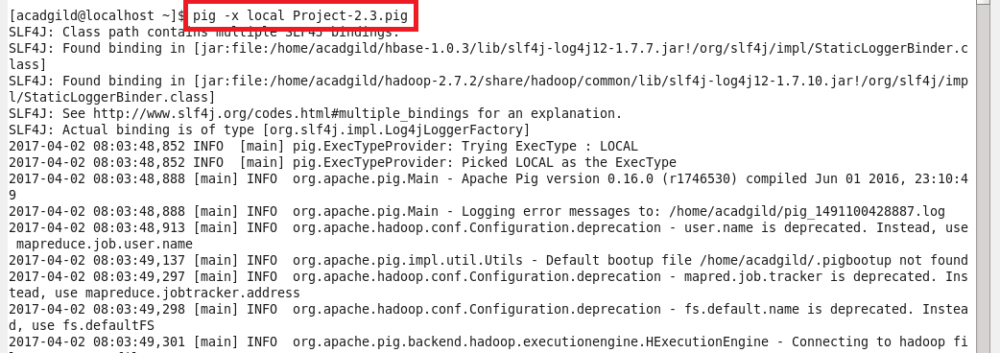 [acadgild@localhost ~]$ pig -x local Project-2.3.pig
SLF4J: Class path contains multiple SLF4J bindings.
SLF4J: Found binding in [jar:file:/home/acadgild/hbase-1.0.3/lib/slf4j-log4j12-1.7.7.jar!/org/slf4j/impl/StaticLoggerBinder.c
lass]
SLF4J: Found binding in [jar:file:/home/acadgild/hadoop-2.7.2/share/hadoop/common/lib/slf4j-log4j12-1.7.10.jar!/org/slf4j/imp
l/StaticLoggerBinder.class]
SLF4J: See http://www.slf4j.org/codes.html#multiple_bindings for an explanation.
SLF4J: Actual binding is of type [org.slf4j.impl.Log4jLoggerFactory]
2017-04-02 08:03:48,852 INFO  [main] pig.ExecTypeProvider: Trying ExecType : LOCAL
2017-04-02 08:03:48,852 INFO  [main] pig.ExecTypeProvider: Picked LOCAL as the ExecType
2017-04-02 08:03:48,888 [main] INFO  org.apache.pig.Main - Apache Pig version 0.16.0 (r1746530) compiled Jun 01 2016, 23:10:4
9
2017-04-02 08:03:48,888 [main] INFO  org.apache.pig.Main - Logging error messages to: /home/acadgild/pig_1491100428887.log
2017-04-02 08:03:48,913 [main] INFO  org.apache.hadoop.conf.Configuration.deprecation - user.name is deprecated. Instead, use
 mapreduce.job.user.name
2017-04-02 08:03:49,137 [main] INFO  org.apache.pig.impl.util.Utils - Default bootup file /home/acadgild/.pigbootup not found
2017-04-02 08:03:49,297 [main] INFO  org.apache.hadoop.conf.Configuration.deprecation - mapred.job.tracker is deprecated. Ins
tead, use mapreduce.jobtracker.address
2017-04-02 08:03:49,298 [main] INFO  org.apache.hadoop.conf.Configuration.deprecation - fs.default.name is deprecated. Instea
d, use fs.defaultFS
2017-04-02 08:03:49,301 [main] INFO  org.apache.pig.backend.hadoop.executionengine.HExecutionEngine - Connecting to hadoop fi